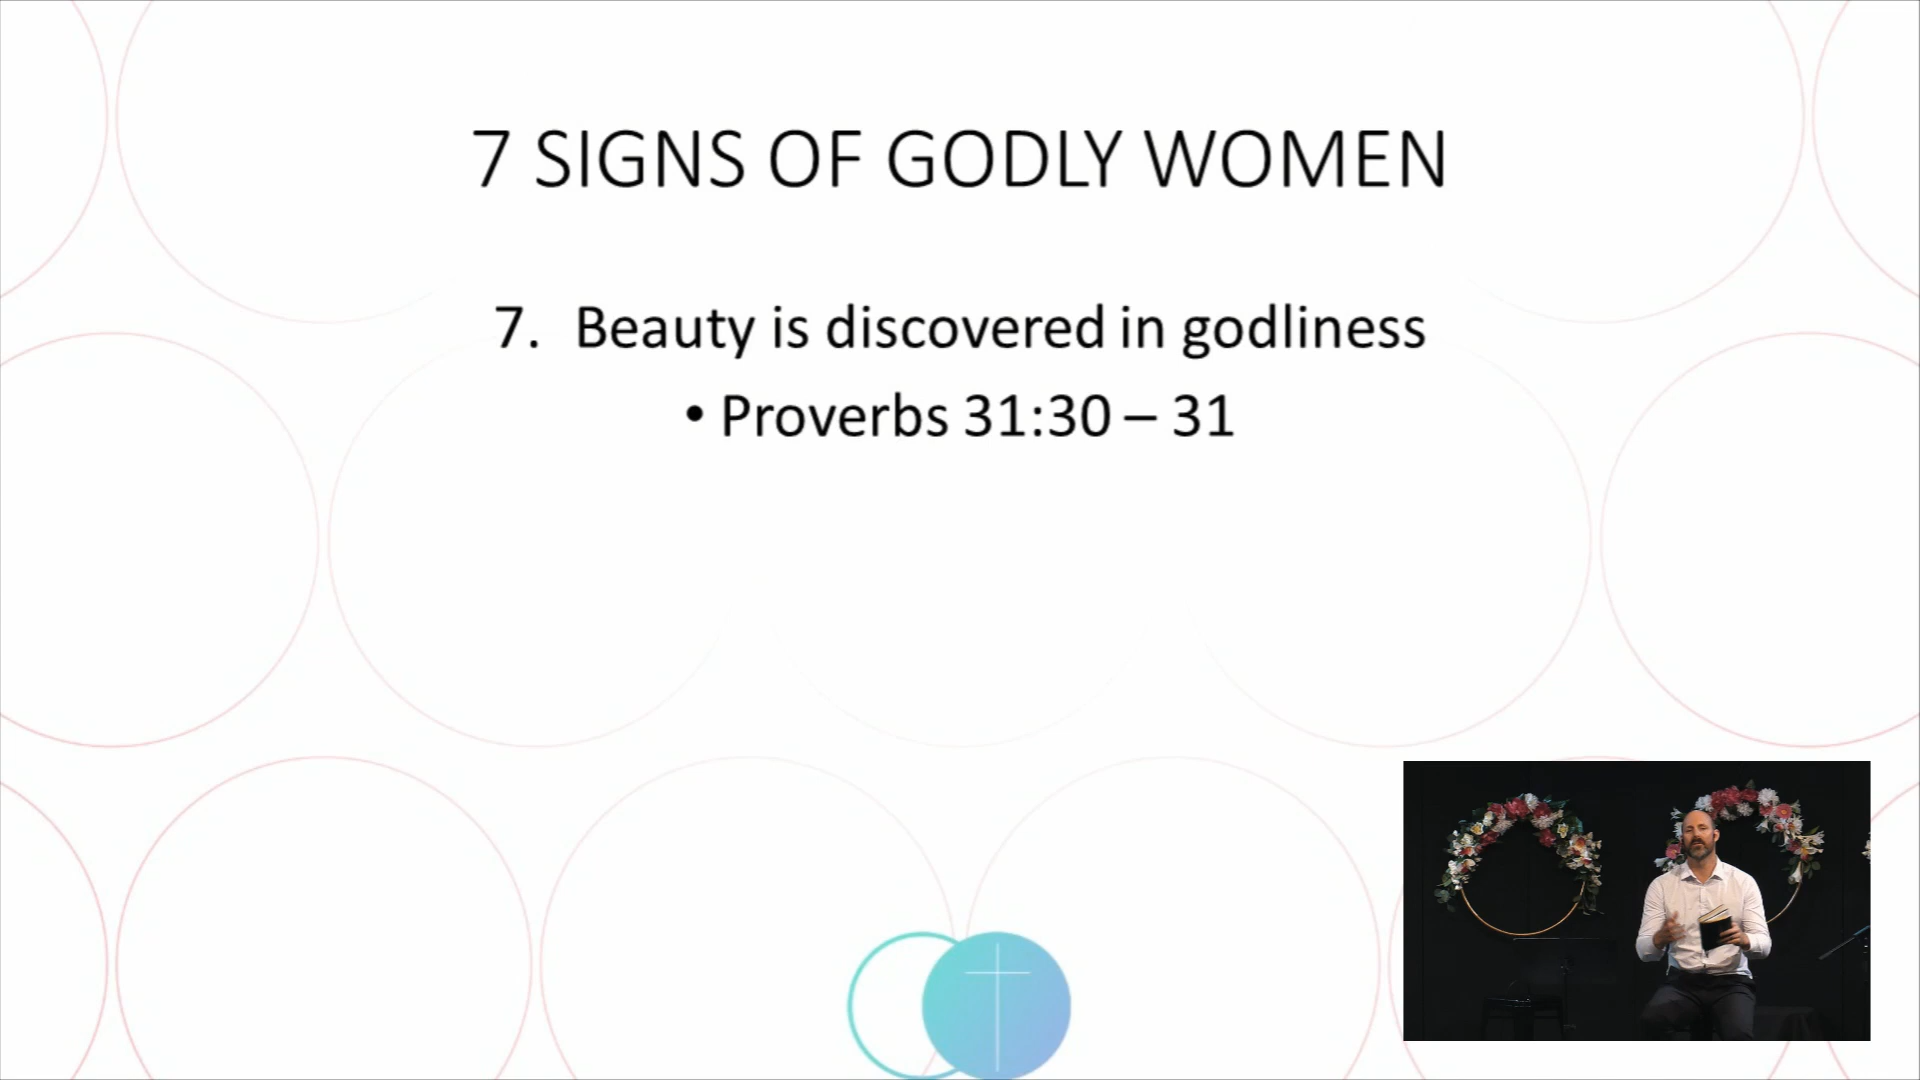 7 SIGNS OF GODLY WOMEN
7. Beauty is discovered in godliness
• Proverbs 31:30 – 31